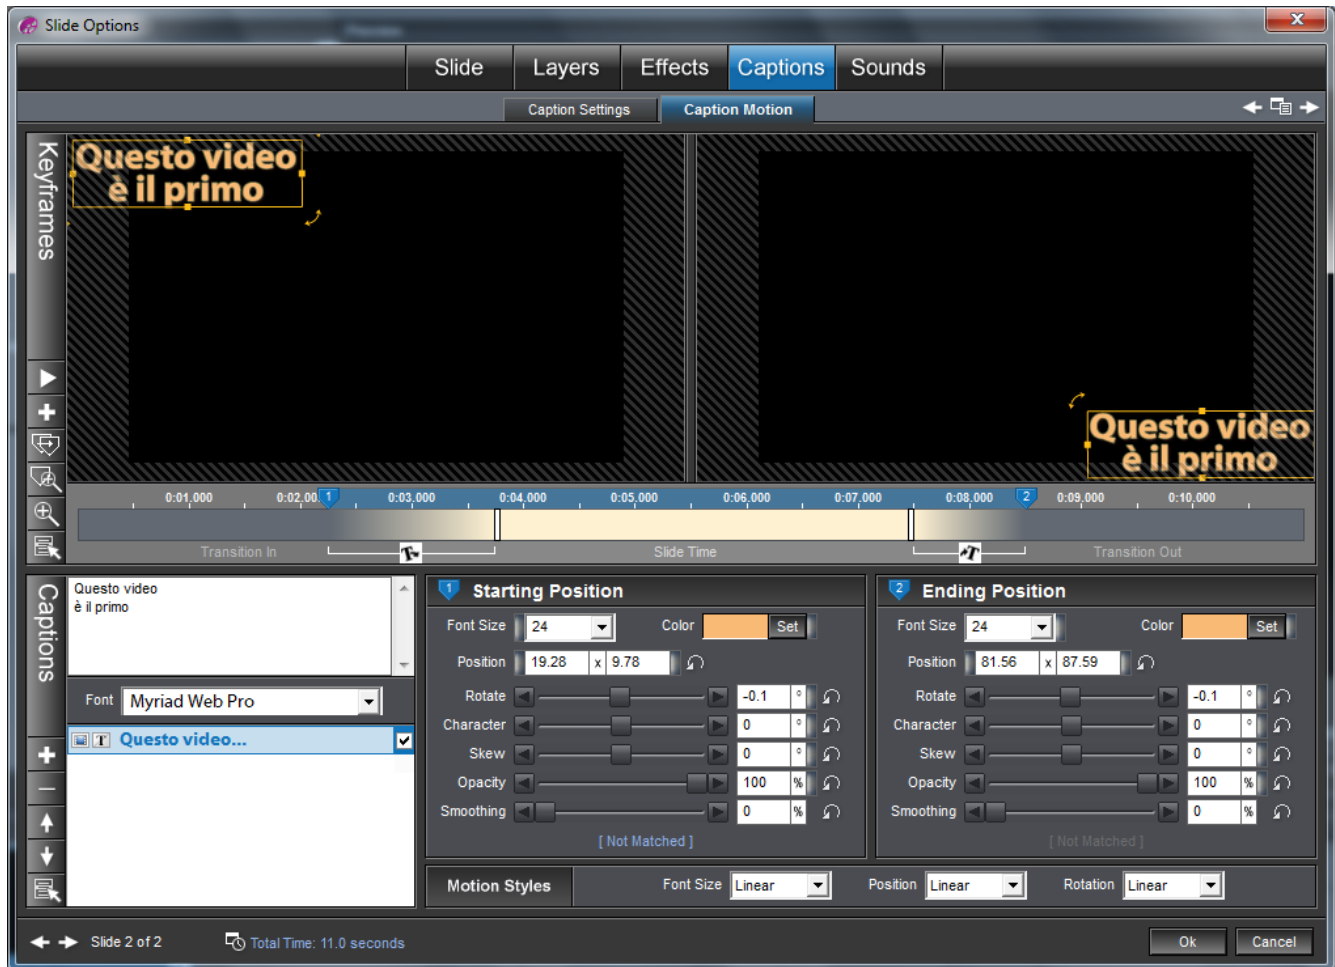 Slide Options
Slide Layers Effects Captions Sounds
Caption Settings Caption Motion
Keyframes
Questo video
è il primo
Questo video
è il primo
0:01.000 0:02.00 1 0:03.000 0:04.000 0:05.000 0:06.000 0:07.000 0:08.000 2 0:09.000 0:10.000
Transition In T Slide Time T Transition Out
Captions
Questo video
è il primo
Font Myriad Web Pro
T Questo video...
1 Starting Position
Font Size 24 Color Set
Position 19.28 x 9.78
Rotate -0.1 °
Character 0 °
Skew 0 °
Opacity 100 %
Smoothing 0 %
[ Not Matched ]
2 Ending Position
Font Size 24 Color Set
Position 81.56 x 87.59
Rotate -0.1 °
Character 0 °
Skew 0 °
Opacity 100 %
Smoothing 0 %
[ Not Matched ]
Motion Styles Font Size Linear Position Linear Rotation Linear
Slide 2 of 2 Total Time: 11.0 seconds Ok Cancel